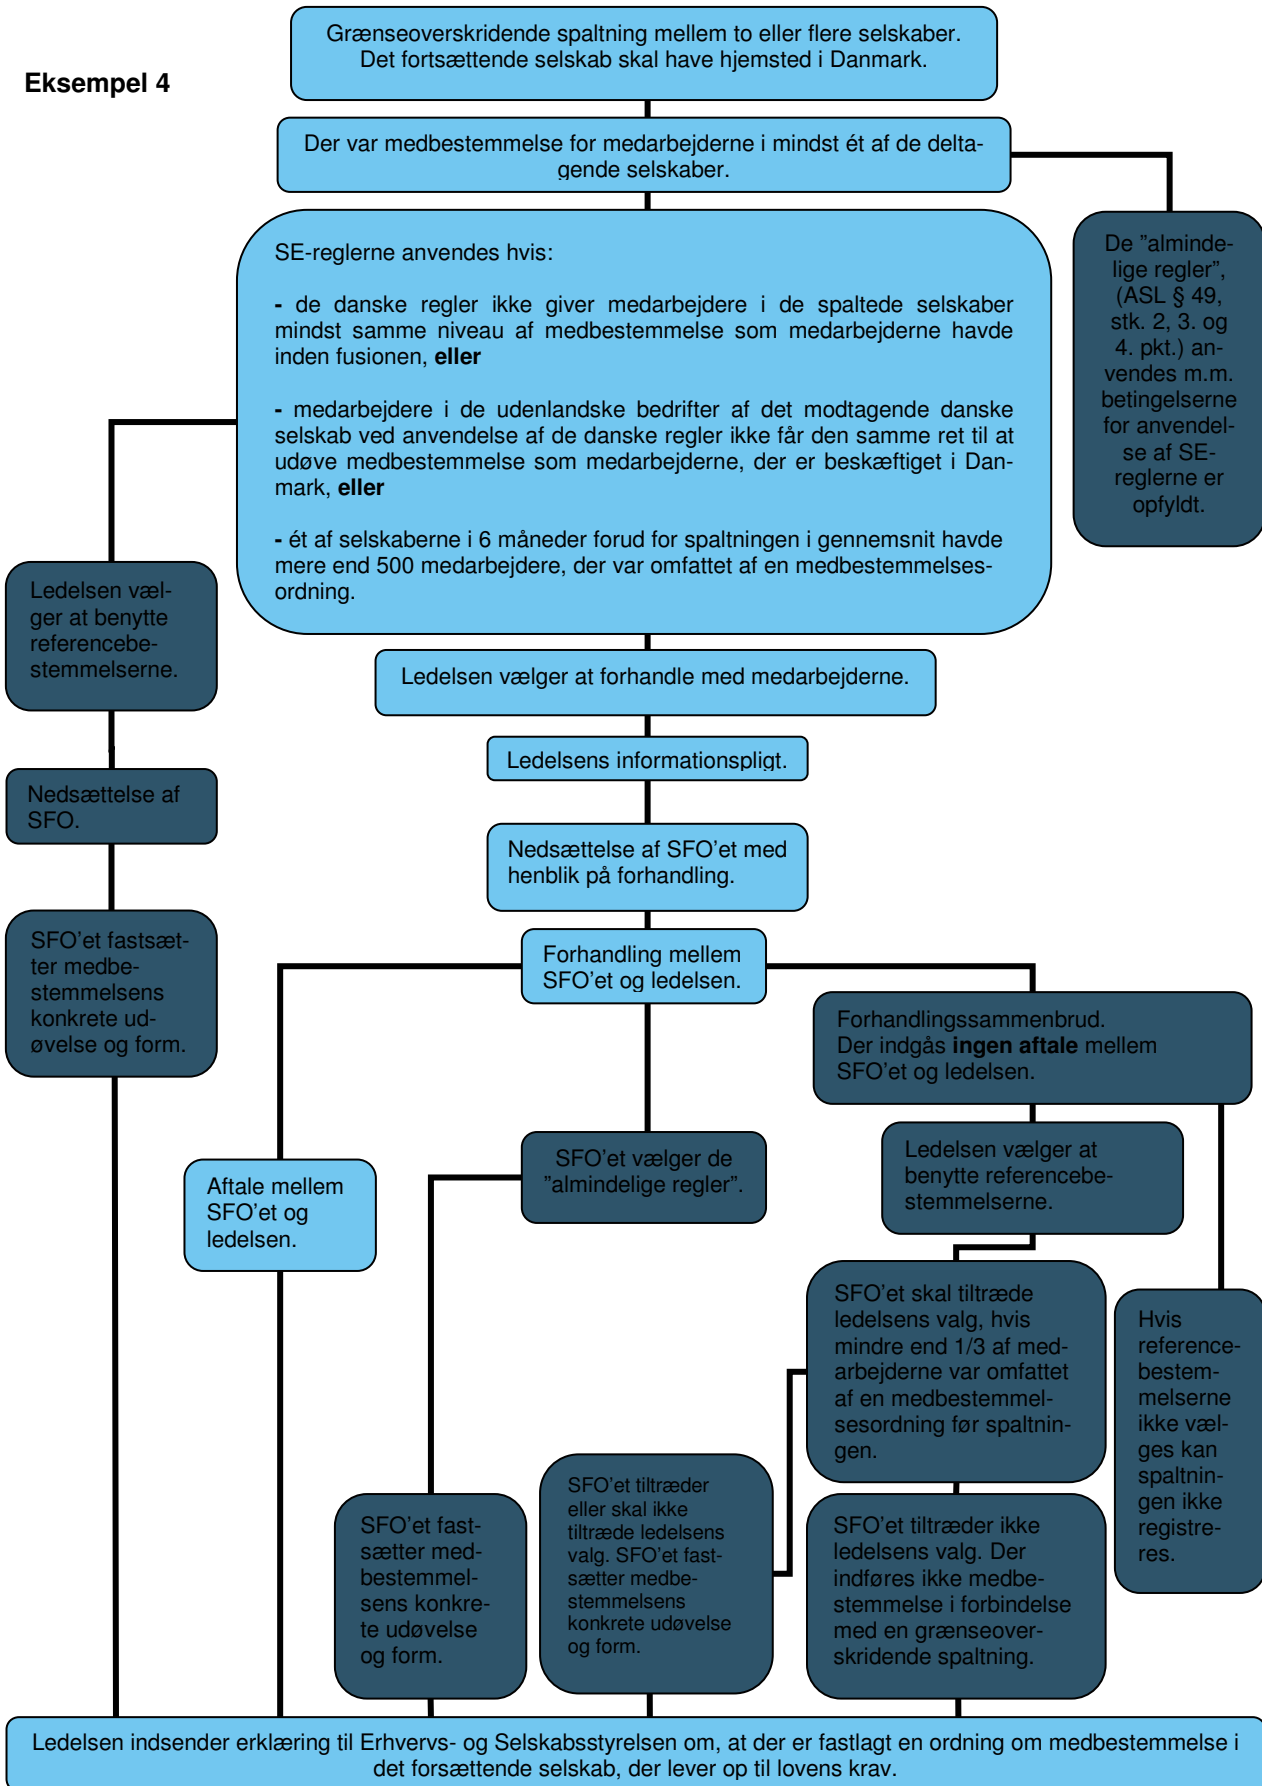 Eksempel 4
Grænseoverskridende spaltning mellem to eller flere selskaber.
Det fortsættende selskab skal have hjemsted i Danmark.
Der var medbestemmelse for medarbejderne i mindst ét af de delta-
gende selskaber.
SE-reglerne anvendes hvis:
- de danske regler ikke giver medarbejdere i de spaltede selskaber
mindst samme niveau af medbestemmelse som medarbejderne havde
inden fusionen, eller
- medarbejdere i de udenlandske bedrifter af det modtagende danske
selskab ved anvendelse af de danske regler ikke får den samme ret til at
udøve medbestemmelse som medarbejderne, der er beskæftiget i Dan-
mark, eller
- ét af selskaberne i 6 måneder forud for spaltningen i gennemsnit havde
mere end 500 medarbejdere, der var omfattet af en medbestemmelses-
ordning.
De ”alminde-
lige regler”,
(ASL § 49,
stk. 2, 3. og
4. pkt.) an-
vendes m.m.
betingelserne
for anvendel-
se af SE-
reglerne er
opfyldt.
Ledelsen væl-
ger at benytte
referencebe-
stemmelserne.
Nedsættelse af
SFO.
SFO’et fastsæt-
ter medbe-
stemmelsens
konkrete ud-
øvelse og form.
Ledelsen vælger at forhandle med medarbejderne.
Ledelsens informationspligt.
Nedsættelse af SFO’et med
henblik på forhandling.
Forhandling mellem
SFO’et og ledelsen.
Aftale mellem
SFO’et og
ledelsen.
SFO’et vælger de
”almindelige regler”.
SFO’et fast-
sætter med-
bestemmel-
sens konkre-
te udøvelse
og form.
Forhandlingssammenbrud.
Der indgås ingen aftale mellem
SFO’et og ledelsen.
Ledelsen vælger at
benytte referencebe-
stemmelserne.
SFO’et skal tiltræde
ledelsens valg, hvis
mindre end 1/3 af med-
arbejderne var omfattet
af en medbestemmel-
sesordning før spaltnin-
gen.
SFO’et tiltræder
eller skal ikke
tiltræde ledelsens
valg. SFO’et fast-
sætter medbe-
stemmelsens
konkrete udøvelse
og form.
SFO’et tiltræder ikke
ledelsens valg. Der
indføres ikke medbe-
stemmelse i forbindelse
med en grænseover-
skridende spaltning.
Hvis
reference-
bestem-
melserne
ikke væl-
ges kan
spaltnin-
gen ikke
registre-
res.
Ledelsen indsender erklæring til Erhvervs- og Selskabsstyrelsen om, at der er fastlagt en ordning om medbestemmelse i
det forsættende selskab, der lever op til lovens krav.